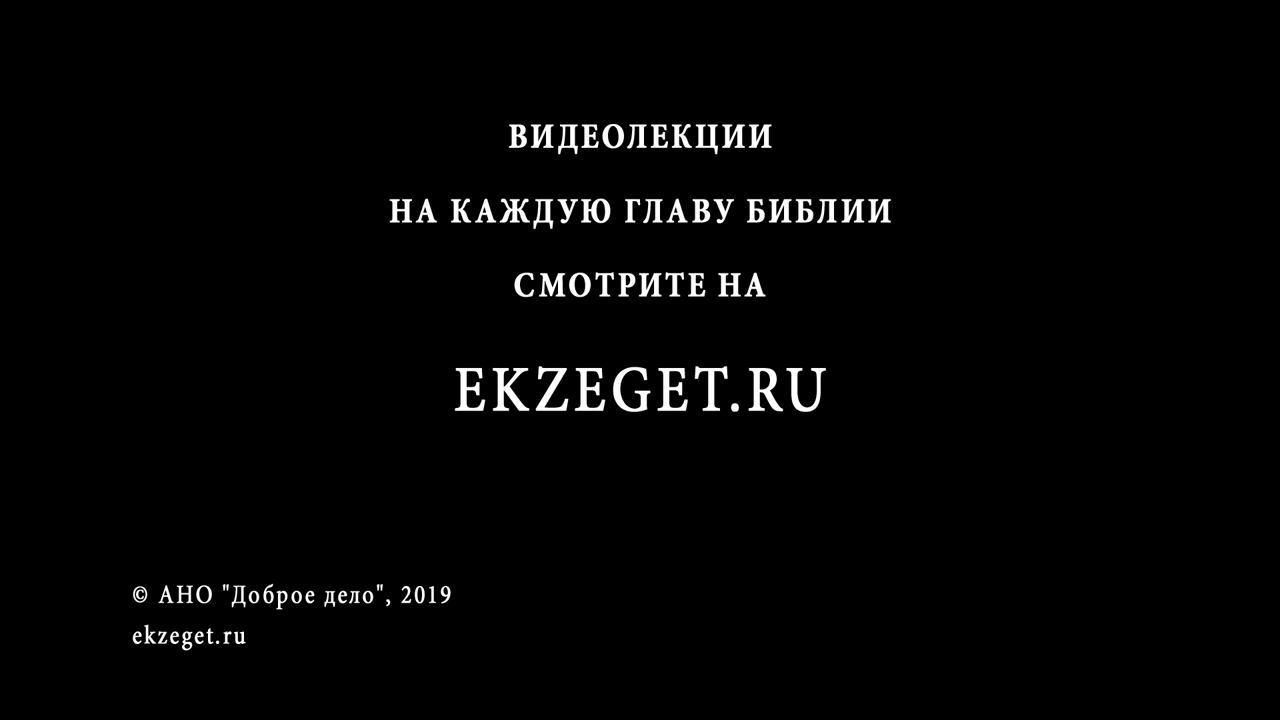 ВИДЕОЛЕКЦИИ
НА КАЖДУЮ ГЛАВУ БИБЛИИ
СМОТРИТЕ НА
EKZEGET.RU
© АНО "Доброе дело", 2019
ekzeget.ru